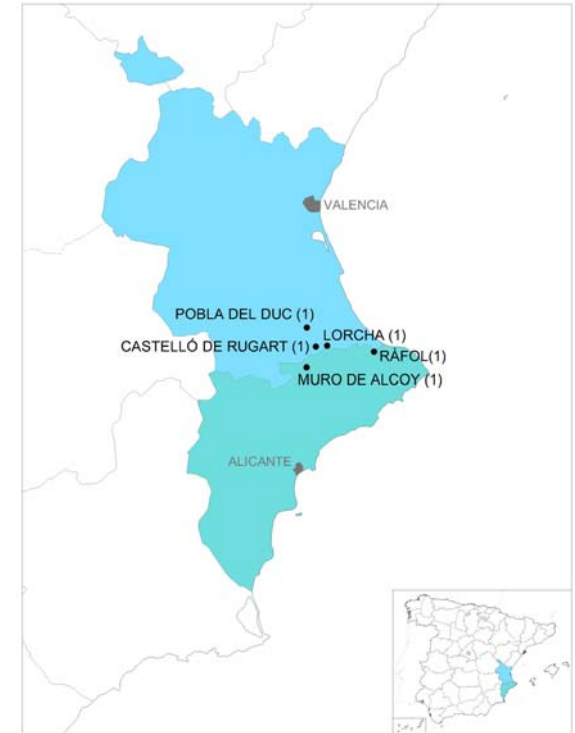 VALENCIA
POBLA DEL DUC (1)
LORCHA (1)
CASTELLÓ DE RUGART (1)
RÁFOL(1)
MURO DE ALCOY (1)
ALICANTE